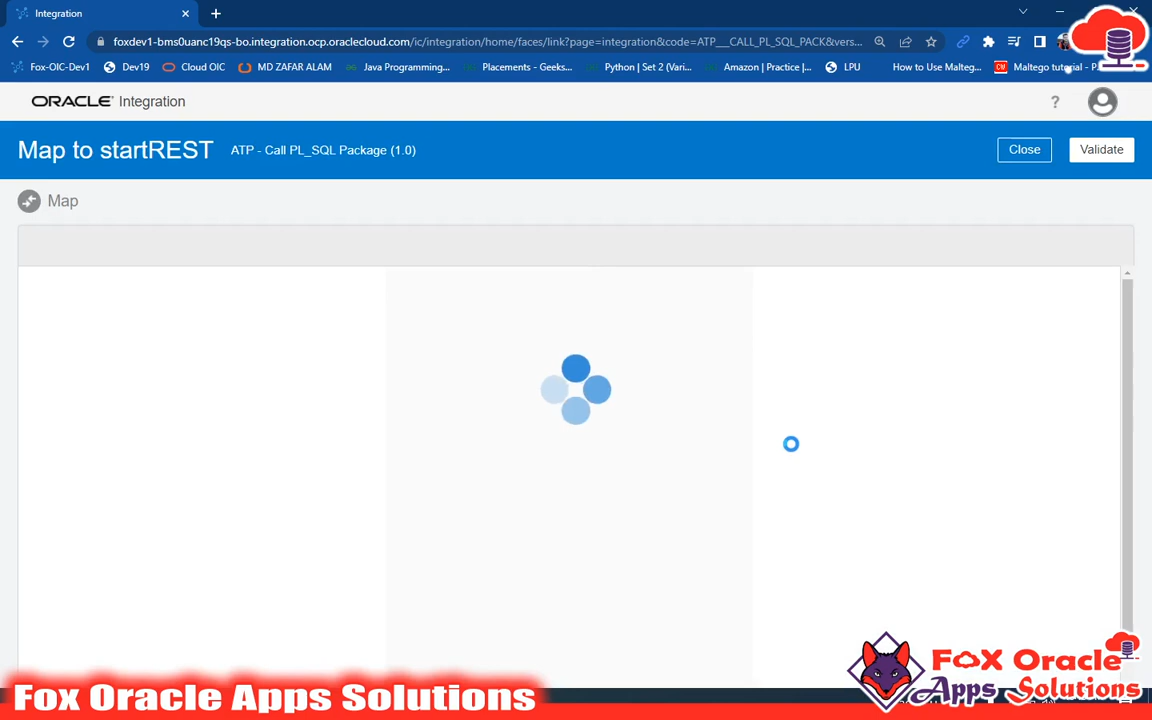 Integration
foxdev1-bms0uanc19qs-bo.integration.ocp.oraclecloud.com/ic/integration/home/faces/link?page=integration&code=ATP___CALL_PL_SQL_PACK&vers...
Fox-OIC-Dev1 Dev19 Cloud OIC MD ZAFAR ALAM Java Programming... Placements - Geeks... Python | Set 2 (Vari... Amazon | Practice |... LPU How to Use Malteg... Maltego tutorial - P
ORACLE Integration ?
Map to startREST ATP - Call PL_SQL Package (1.0) Close Validate
Map
Fox Oracle Apps Solutions
FOX Oracle
Apps Solutions